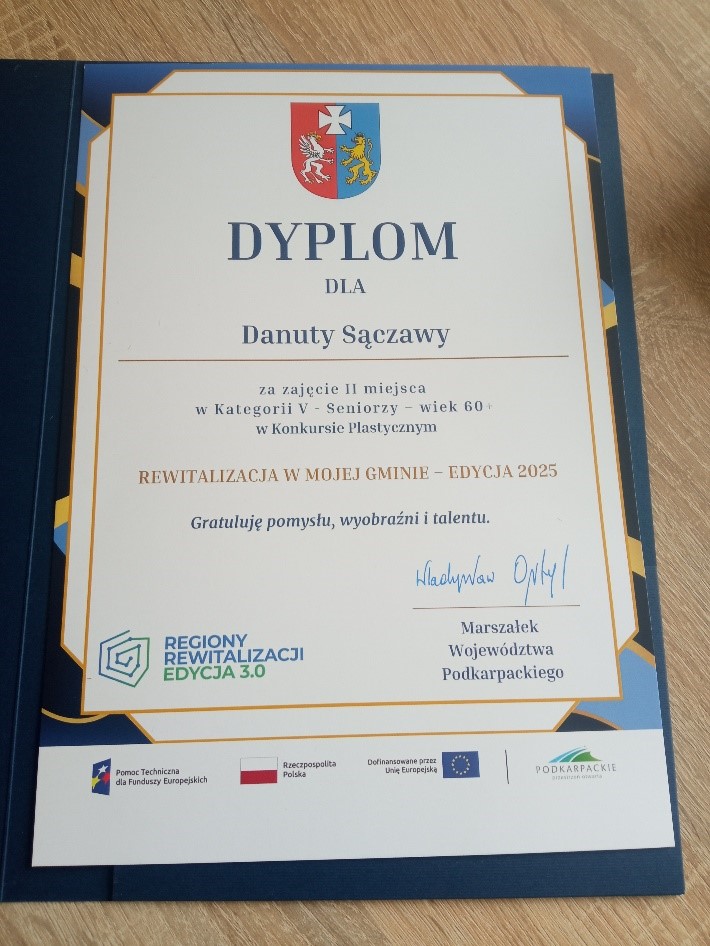 DYPLOM
DLA
Danuty Sączawy
za zajęcie II miejsca
w Kategorii V - Seniorzy – wiek 60+
w Konkursie Plastycznym
REWITALIZACJA W MOJEJ GMINIE – EDYCJA 2025
Gratuluję pomysłu, wyobraźni i talentu.
Władysław Ortyl
Marszałek
Województwa
Podkarpackiego
REGIONY
REWITALIZACJI
EDYCJA 3.0
Pomoc Techniczna
dla Funduszy Europejskich
Rzeczpospolita
Polska
Dofinansowane przez
Unię Europejską
PODKARPACKIE
przestrzeń otwarta